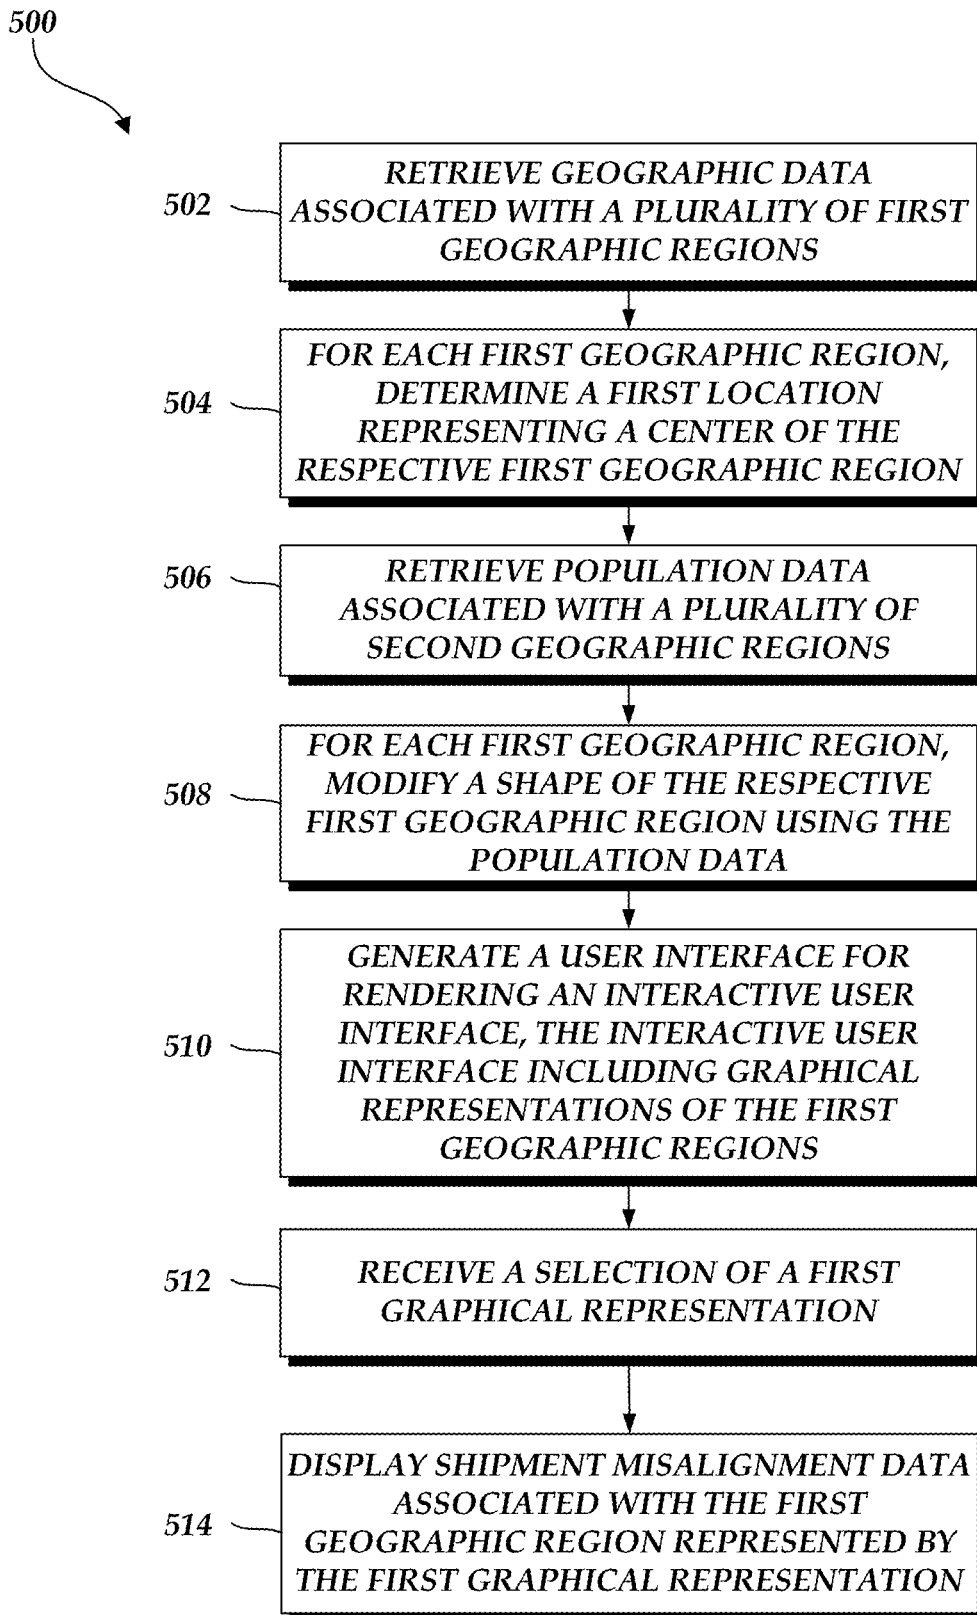 500
502
RETRIEVE GEOGRAPHIC DATA
ASSOCIATED WITH A PLURALITY OF FIRST
GEOGRAPHIC REGIONS
504
FOR EACH FIRST GEOGRAPHIC REGION,
DETERMINE A FIRST LOCATION
REPRESENTING A CENTER OF THE
RESPECTIVE FIRST GEOGRAPHIC REGION
506
RETRIEVE POPULATION DATA
ASSOCIATED WITH A PLURALITY OF
SECOND GEOGRAPHIC REGIONS
508
FOR EACH FIRST GEOGRAPHIC REGION,
MODIFY A SHAPE OF THE RESPECTIVE
FIRST GEOGRAPHIC REGION USING THE
POPULATION DATA
510
GENERATE A USER INTERFACE FOR
RENDERING AN INTERACTIVE USER
INTERFACE, THE INTERACTIVE USER
INTERFACE INCLUDING GRAPHICAL
REPRESENTATIONS OF THE FIRST
GEOGRAPHIC REGIONS
512
RECEIVE A SELECTION OF A FIRST
GRAPHICAL REPRESENTATION
514
DISPLAY SHIPMENT MISALIGNMENT DATA
ASSOCIATED WITH THE FIRST
GEOGRAPHIC REGION REPRESENTED BY
THE FIRST GRAPHICAL REPRESENTATION